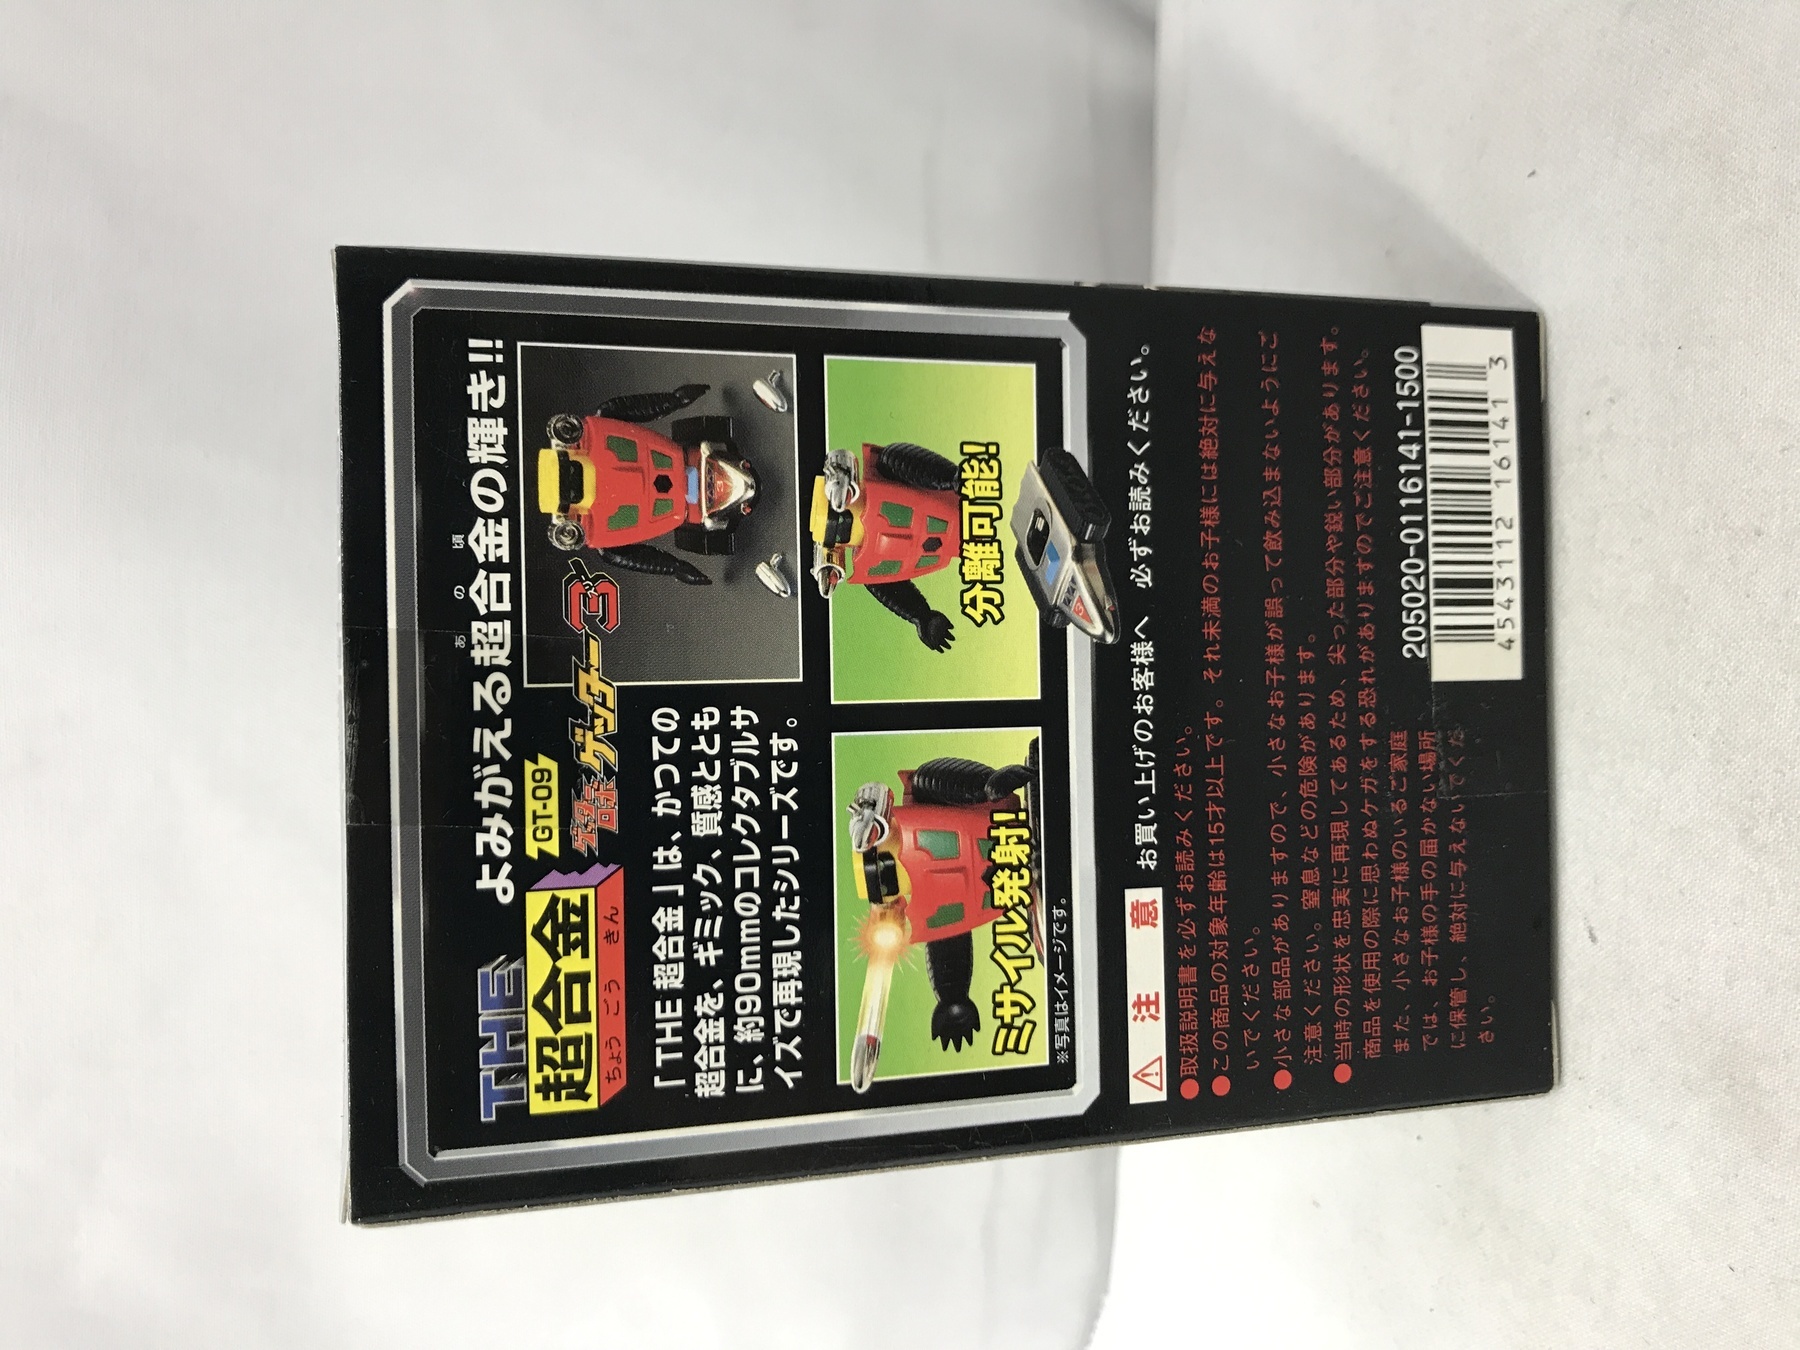 よみがえる超合金の輝き!!
あ の 頃
THE
超合金
ちょう ごう きん
GT-09
ゲッターロボ
ゲッター3
「THE 超合金」は、かつての
超合金を、ギミック、質感ととも
に、約90mmのコレクタブルサ
イズで再現したシリーズです。
ミサイル発射!
分離可能!
※写真はイメージです。
注 意
お買い上げのお客様へ 必ずお読みください。
●取扱説明書を必ずお読みください。
●この商品の対象年齢は15才以上です。それ未満のお子様には絶対に与えな
いでください。
●小さな部品がありますので、小さなお子様が誤って飲み込まないようにご
注意ください。窒息などの危険があります。
●当時の形状を忠実に再現してあるため、尖った部分や鋭い部分があります。
商品を使用の際に思わぬケガをする恐れがありますのでご注意ください。
また、小さなお子様のいるご家庭
では、お子様の手の届かない場所
に保管し、絶対に与えないでくだ
さい。
205020-0116141-1500
4 543112 161413